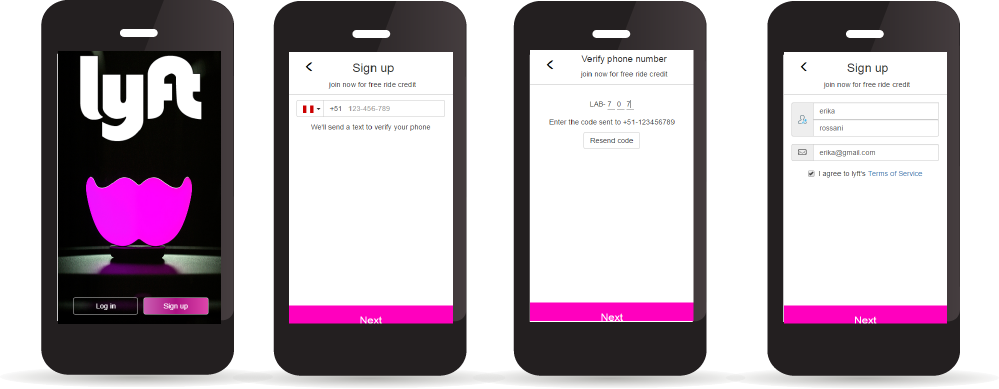 lyft
Log in
Sign up
Sign up
join now for free ride credit
+51 123-456-789
We'll send a text to verify your phone
Next
Verify phone number
join now for free ride credit
LAB- 7 0 7
Enter the code sent to +51-123456789
Resend code
Next
Sign up
join now for free ride credit
erika
rossani
erika@gmail.com
I agree to lyft's Terms of Service
Next